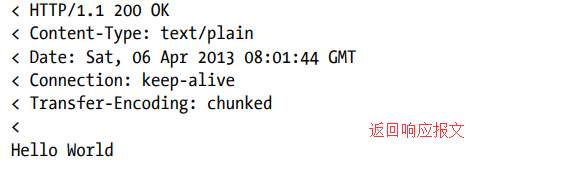 < HTTP/1.1 200 OK
< Content-Type: text/plain
< Date: Sat, 06 Apr 2013 08:01:44 GMT
< Connection: keep-alive
< Transfer-Encoding: chunked
<
返回响应报文
Hello World